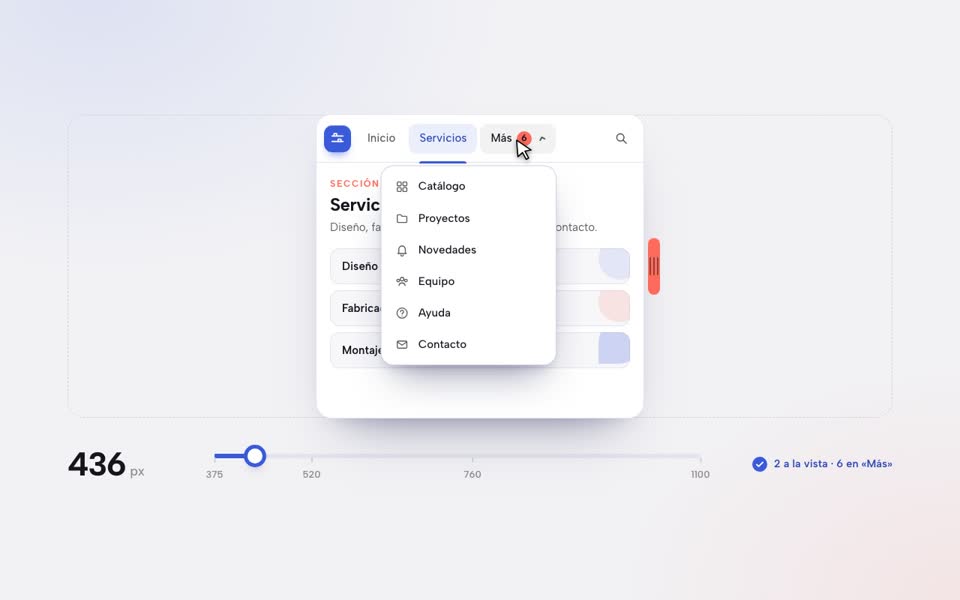 Inicio Servicios Más 6
SECCIÓN
Servic
Diseño, fa ontacto.
Diseño
Fabrica
Montaje
Catálogo
Proyectos
Novedades
Equipo
Ayuda
Contacto
436 px
375 520 760 1100
2 a la vista · 6 en «Más»